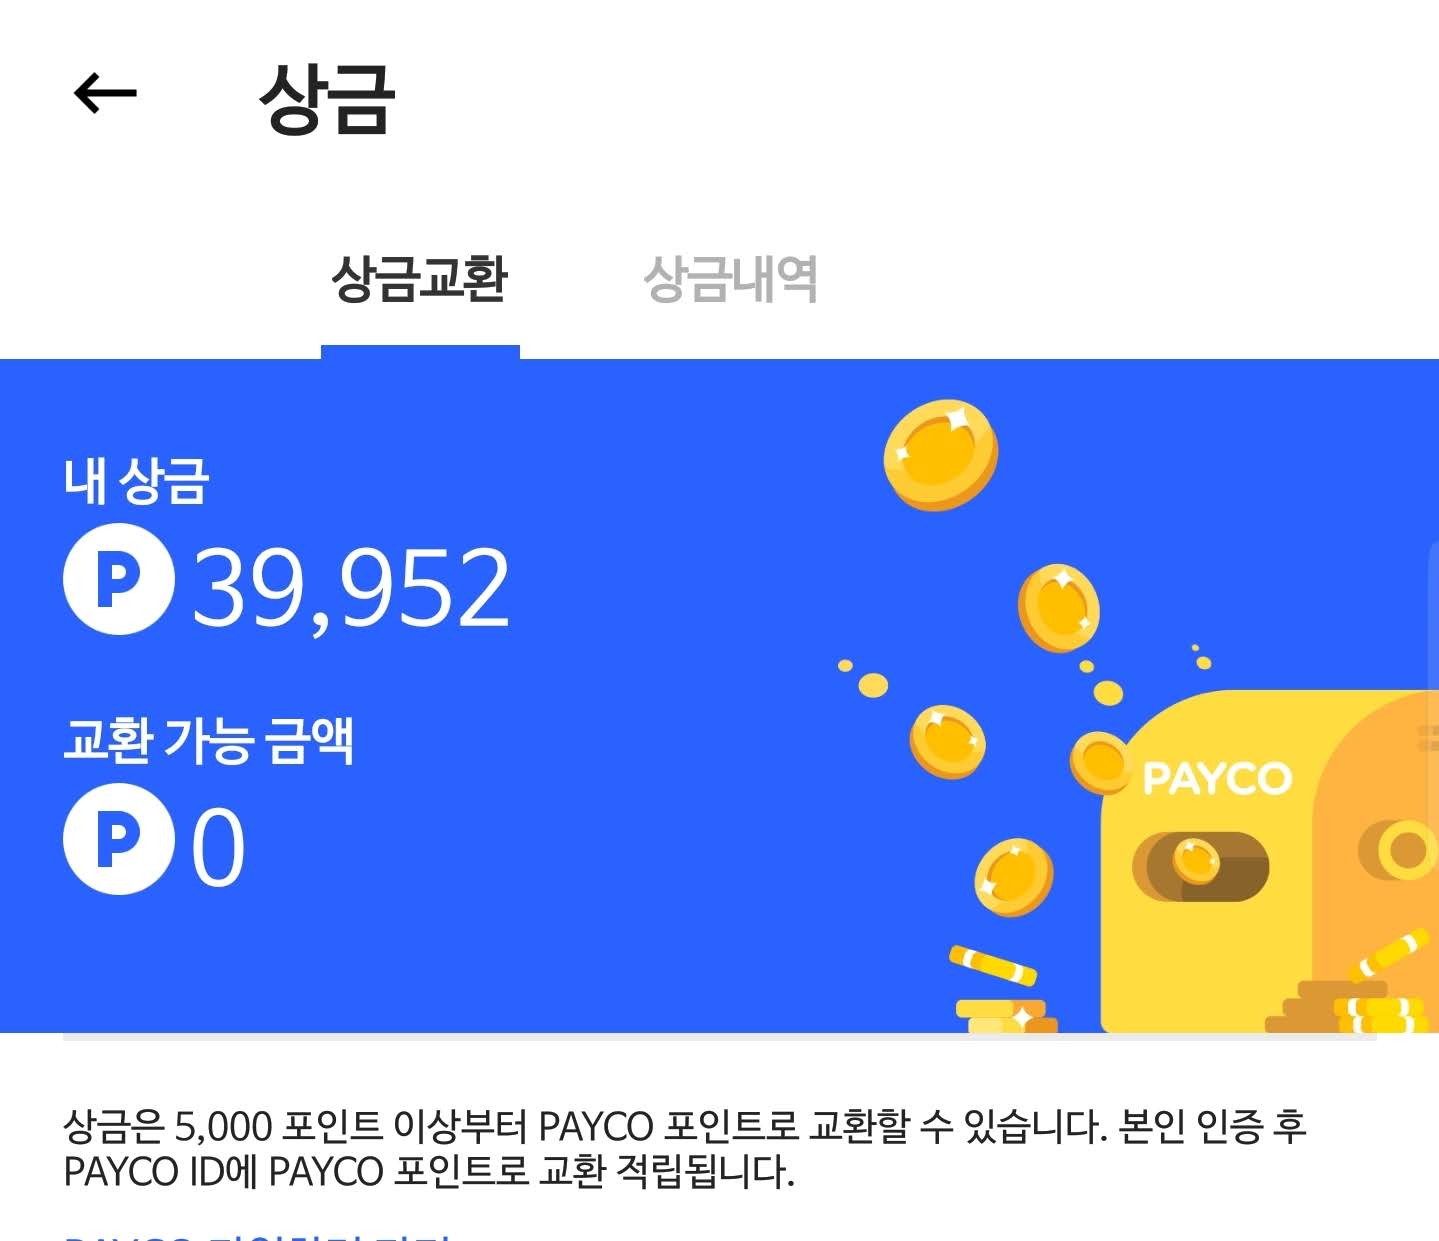 상금
상금교환 상금내역
내 상금
P 39,952
교환 가능 금액
P 0
PAYCO
상금은 5,000 포인트 이상부터 PAYCO 포인트로 교환할 수 있습니다. 본인 인증 후
PAYCO ID에 PAYCO 포인트로 교환 적립됩니다.
PAYCO